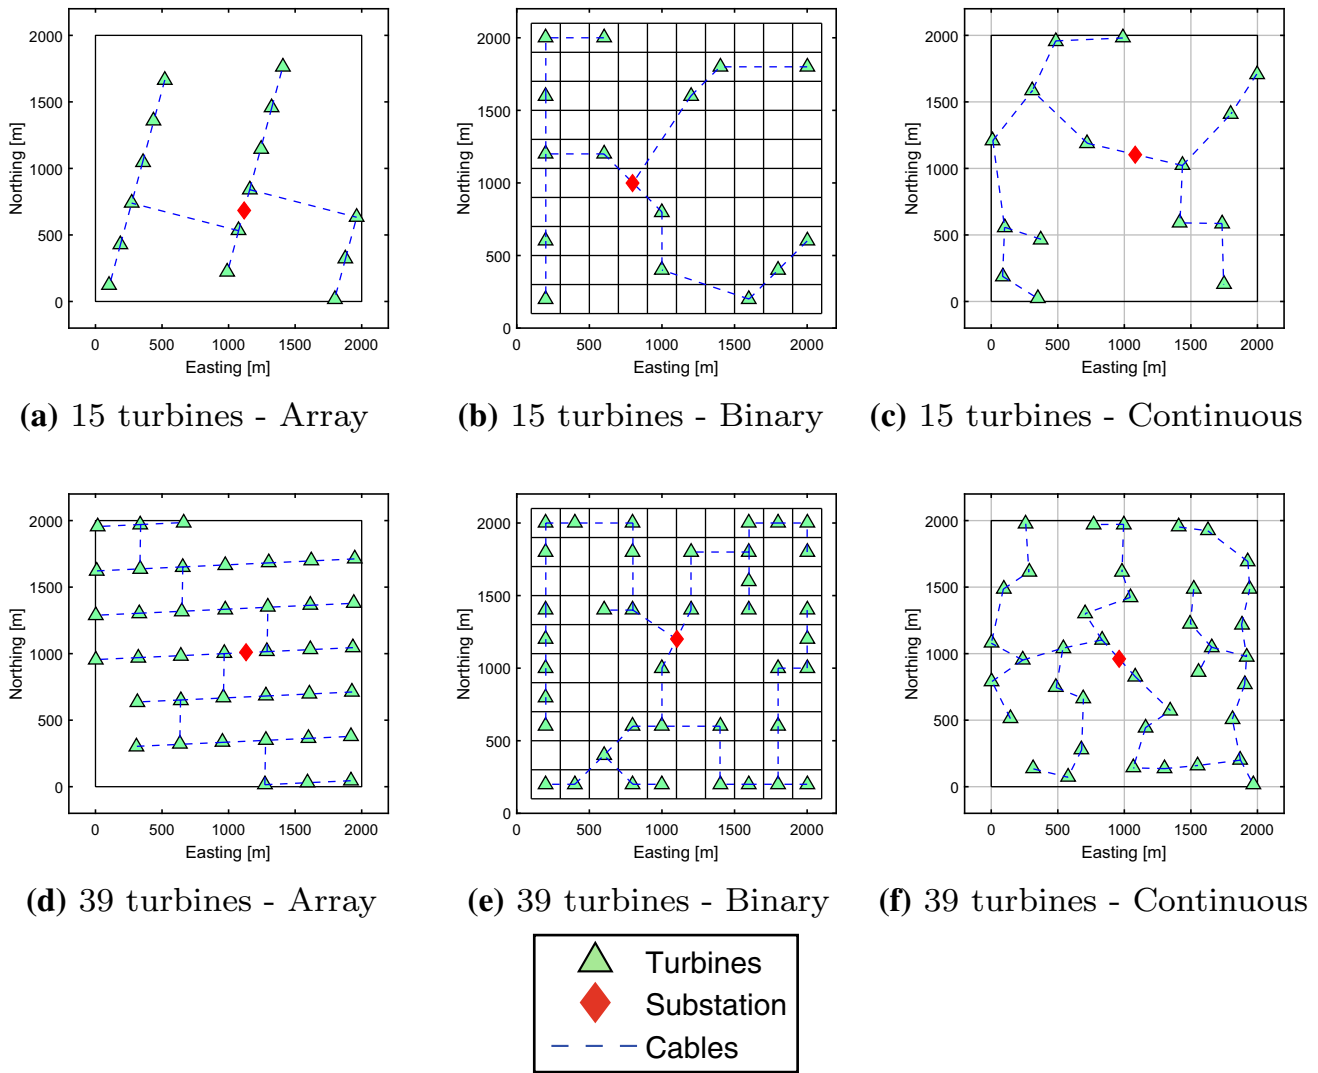 2000
1500
1000
500
0
Northing [m]
0 500 1000 1500 2000
Easting [m]
(a) 15 turbines - Array
2000
1500
1000
500
0
Northing [m]
0 500 1000 1500 2000
Easting [m]
(b) 15 turbines - Binary
2000
1500
1000
500
0
Northing [m]
0 500 1000 1500 2000
Easting [m]
(c) 15 turbines - Continuous
2000
1500
1000
500
0
Northing [m]
0 500 1000 1500 2000
Easting [m]
(d) 39 turbines - Array
2000
1500
1000
500
0
Northing [m]
0 500 1000 1500 2000
Easting [m]
(e) 39 turbines - Binary
2000
1500
1000
500
0
Northing [m]
0 500 1000 1500 2000
Easting [m]
(f) 39 turbines - Continuous
Turbines
Substation
Cables